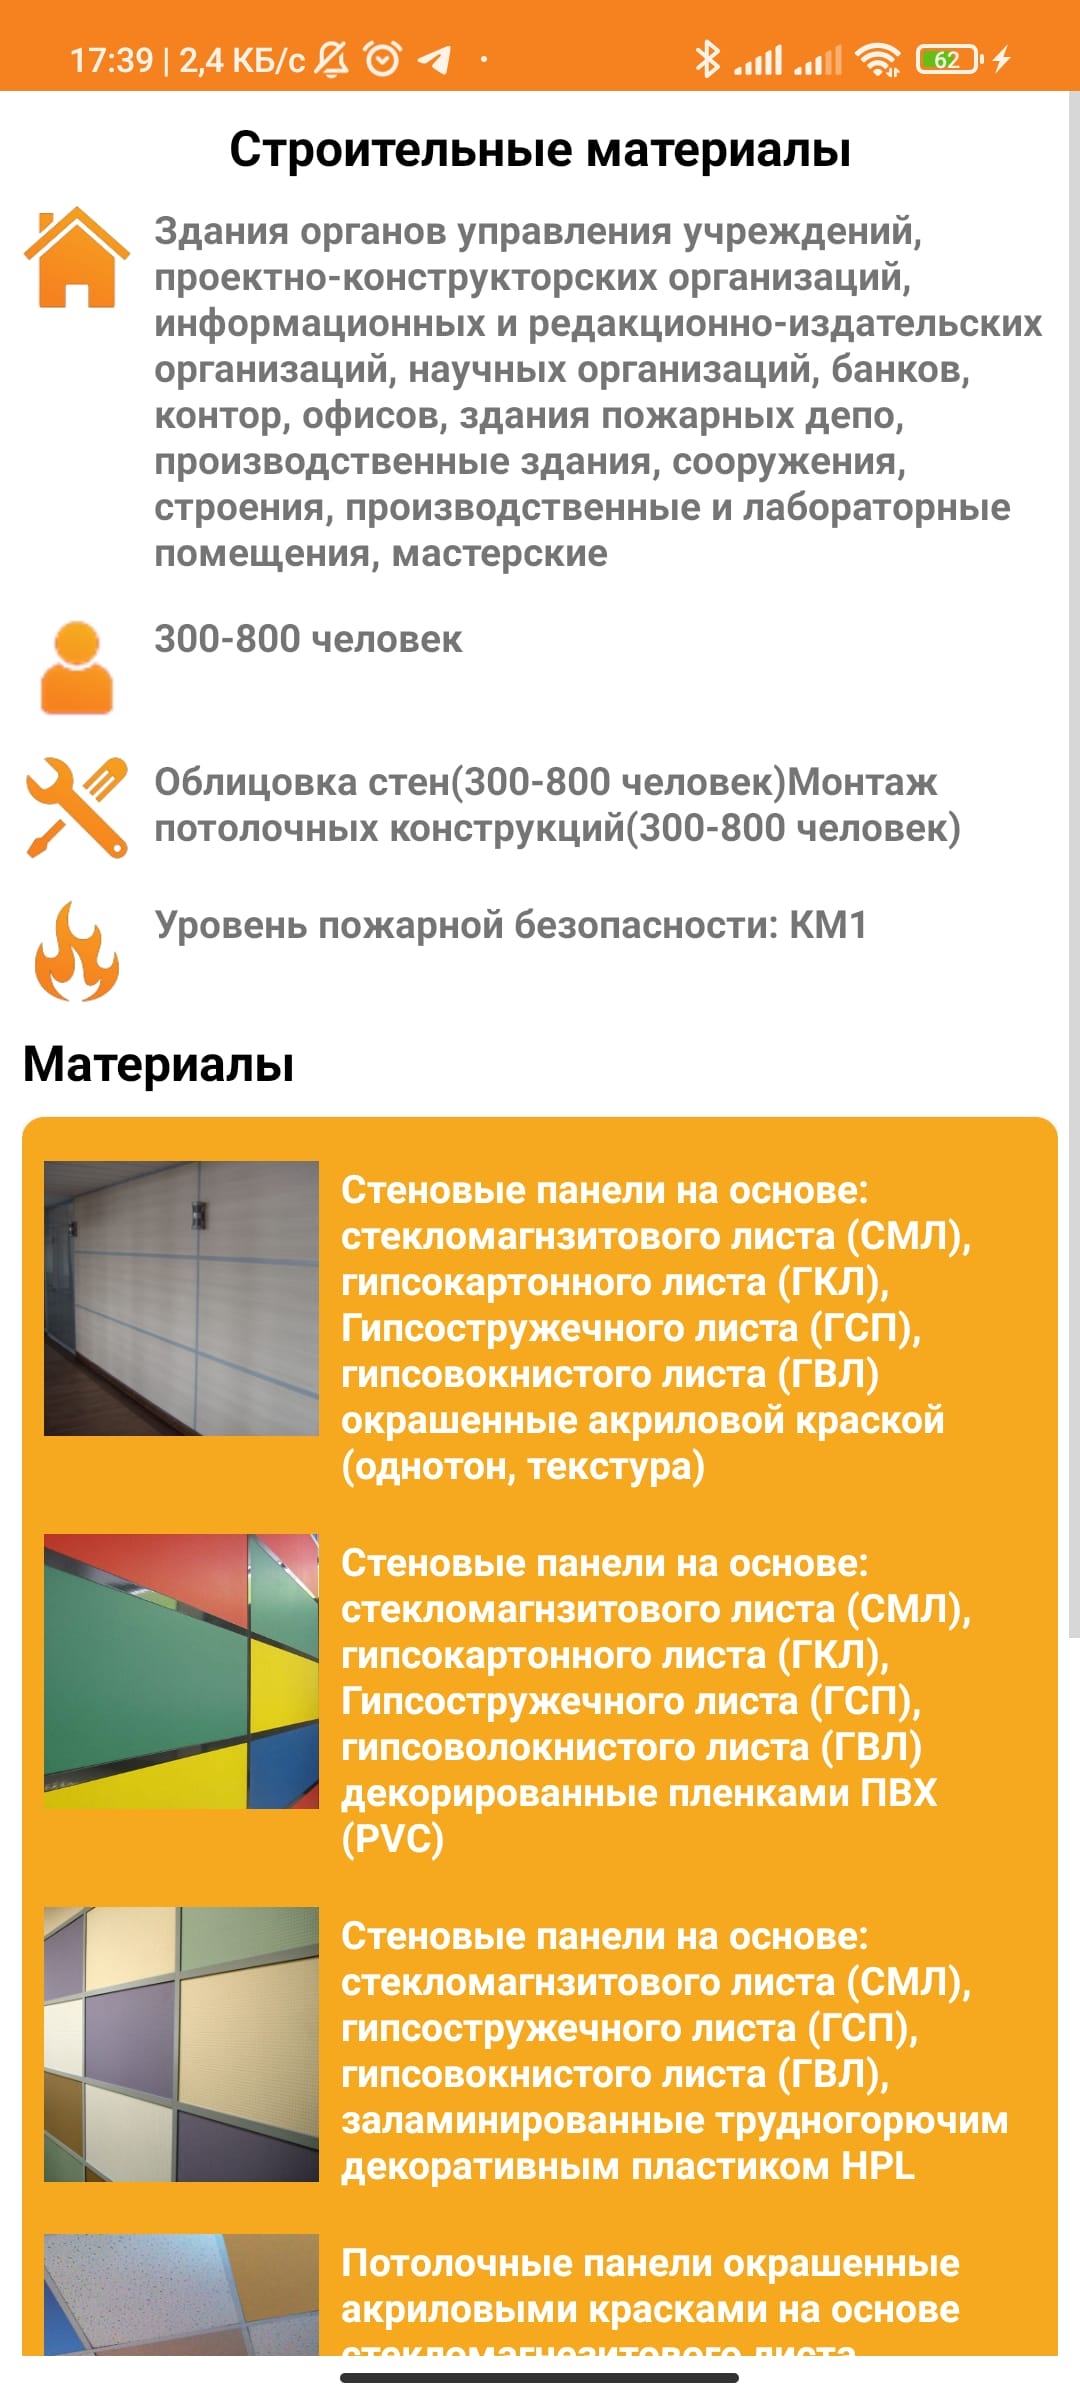 17:39 | 2,4 КБ/с
62
Строительные материалы
Здания органов управления учреждений,
проектно-конструкторских организаций,
информационных и редакционно-издательских
организаций, научных организаций, банков,
контор, офисов, здания пожарных депо,
производственные здания, сооружения,
строения, производственные и лабораторные
помещения, мастерские
300-800 человек
Облицовка стен(300-800 человек)Монтаж
потолочных конструкций(300-800 человек)
Уровень пожарной безопасности: КМ1
Материалы
Стеновые панели на основе:
стекломагнзитового листа (СМЛ),
гипсокартонного листа (ГКЛ),
Гипсостружечного листа (ГСП),
гипсовокнистого листа (ГВЛ)
окрашенные акриловой краской
(однотон, текстура)
Стеновые панели на основе:
стекломагнзитового листа (СМЛ),
гипсокартонного листа (ГКЛ),
Гипсостружечного листа (ГСП),
гипсоволокнистого листа (ГВЛ)
декорированные пленками ПВХ
(PVC)
Стеновые панели на основе:
стекломагнзитового листа (СМЛ),
гипсостружечного листа (ГСП),
гипсовокнистого листа (ГВЛ),
заламинированные трудногорючим
декоративным пластиком HPL
Потолочные панели окрашенные
акриловыми красками на основе
стекломагнезитового листа